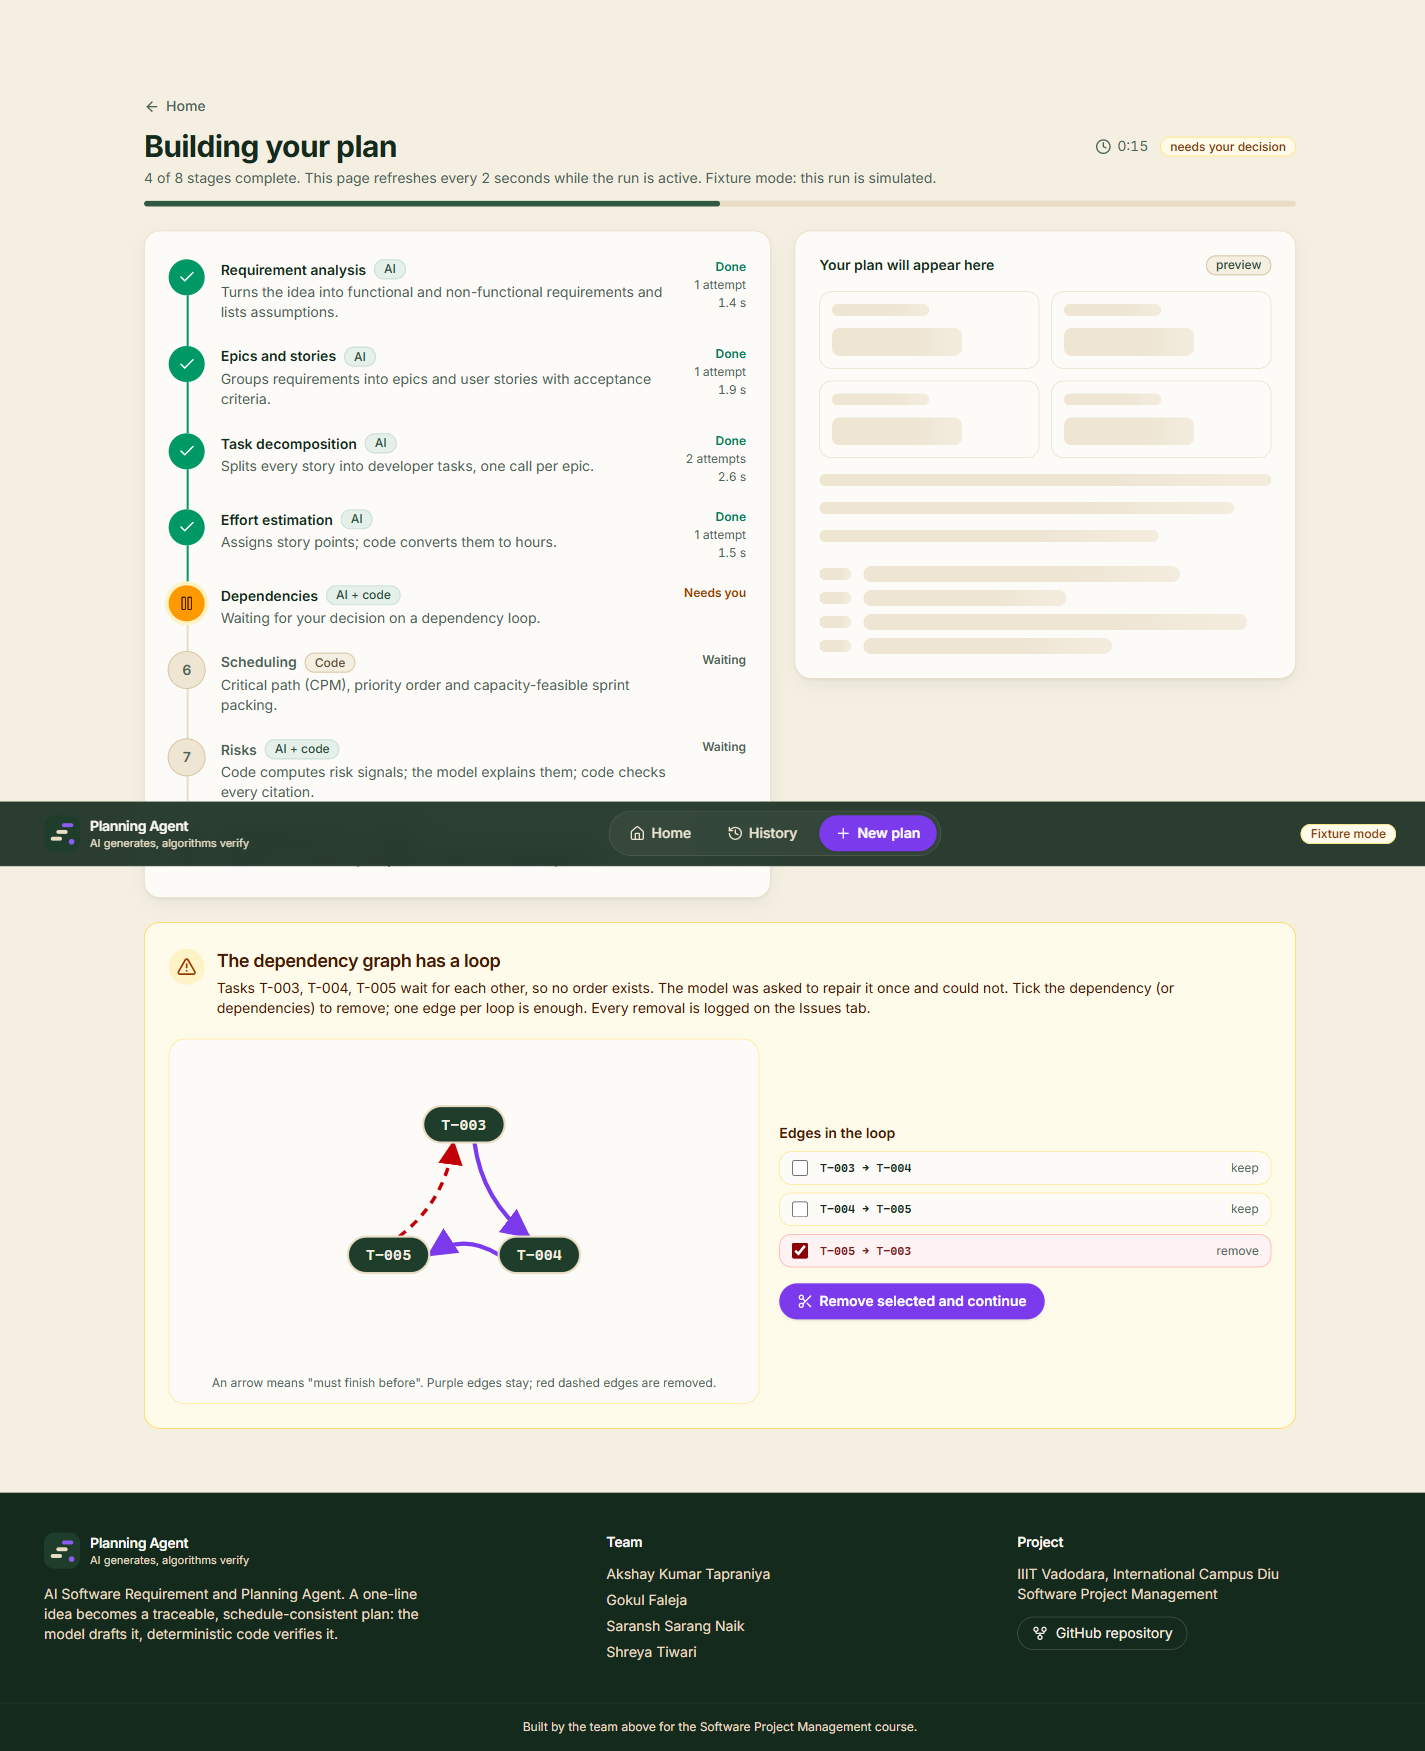 Home
Building your plan
0:15
needs your decision
4 of 8 stages complete. This page refreshes every 2 seconds while the run is active. Fixture mode: this run is simulated.
Requirement analysis
AI
Turns the idea into functional and non-functional requirements and
lists assumptions.
Done
1 attempt
1.4 s
Epics and stories
AI
Groups requirements into epics and user stories with acceptance
criteria.
Done
1 attempt
1.9 s
Task decomposition
AI
Splits every story into developer tasks, one call per epic.
Done
2 attempts
2.6 s
Effort estimation
AI
Assigns story points; code converts them to hours.
Done
1 attempt
1.5 s
Dependencies
AI + code
Waiting for your decision on a dependency loop.
Needs you
6
Scheduling
Code
Critical path (CPM), priority order and capacity-feasible sprint
packing.
Waiting
7
Risks
AI + code
Code computes risk signals; the model explains them; code checks
every citation.
Waiting
Your plan will appear here
preview
Planning Agent
AI generates, algorithms verify
Home
History
New plan
Fixture mode
The dependency graph has a loop
Tasks T-003, T-004, T-005 wait for each other, so no order exists. The model was asked to repair it once and could not. Tick the dependency (or
dependencies) to remove; one edge per loop is enough. Every removal is logged on the Issues tab.
T-003
T-005
T-004
An arrow means "must finish before". Purple edges stay; red dashed edges are removed.
Edges in the loop
T-003 → T-004
keep
T-004 → T-005
keep
T-005 → T-003
remove
Remove selected and continue
Planning Agent
AI generates, algorithms verify
AI Software Requirement and Planning Agent. A one-line
idea becomes a traceable, schedule-consistent plan: the
model drafts it, deterministic code verifies it.
Team
Akshay Kumar Tapraniya
Gokul Faleja
Saransh Sarang Naik
Shreya Tiwari
Project
IIIT Vadodara, International Campus Diu
Software Project Management
GitHub repository
Built by the team above for the Software Project Management course.